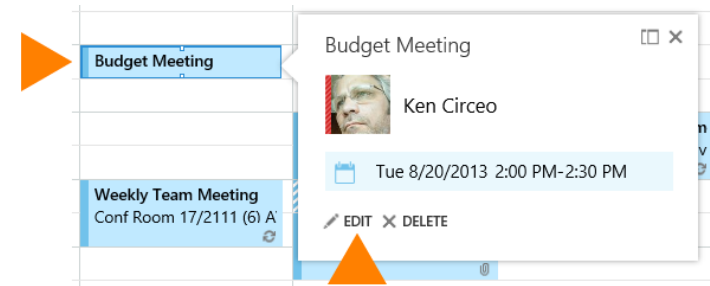 Budget Meeting
Budget Meeting
Ken Circeo
Tue 8/20/2013 2:00 PM-2:30 PM
EDIT DELETE
Weekly Team Meeting
Conf Room 17/2111 (6) A